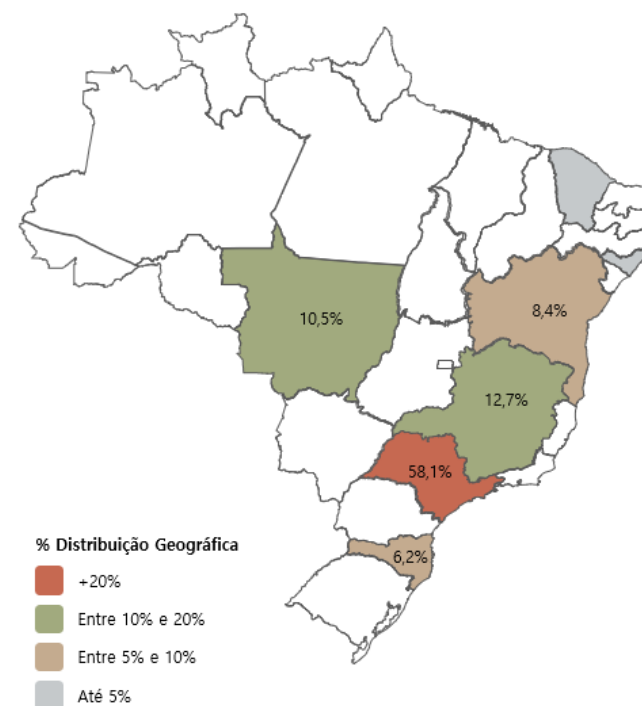 8,4%
10,5%
12,7%
58,1%
6,2%
% Distribuição Geográfica
+20%
Entre 10% e 20%
Entre 5% e 10%
Até 5%